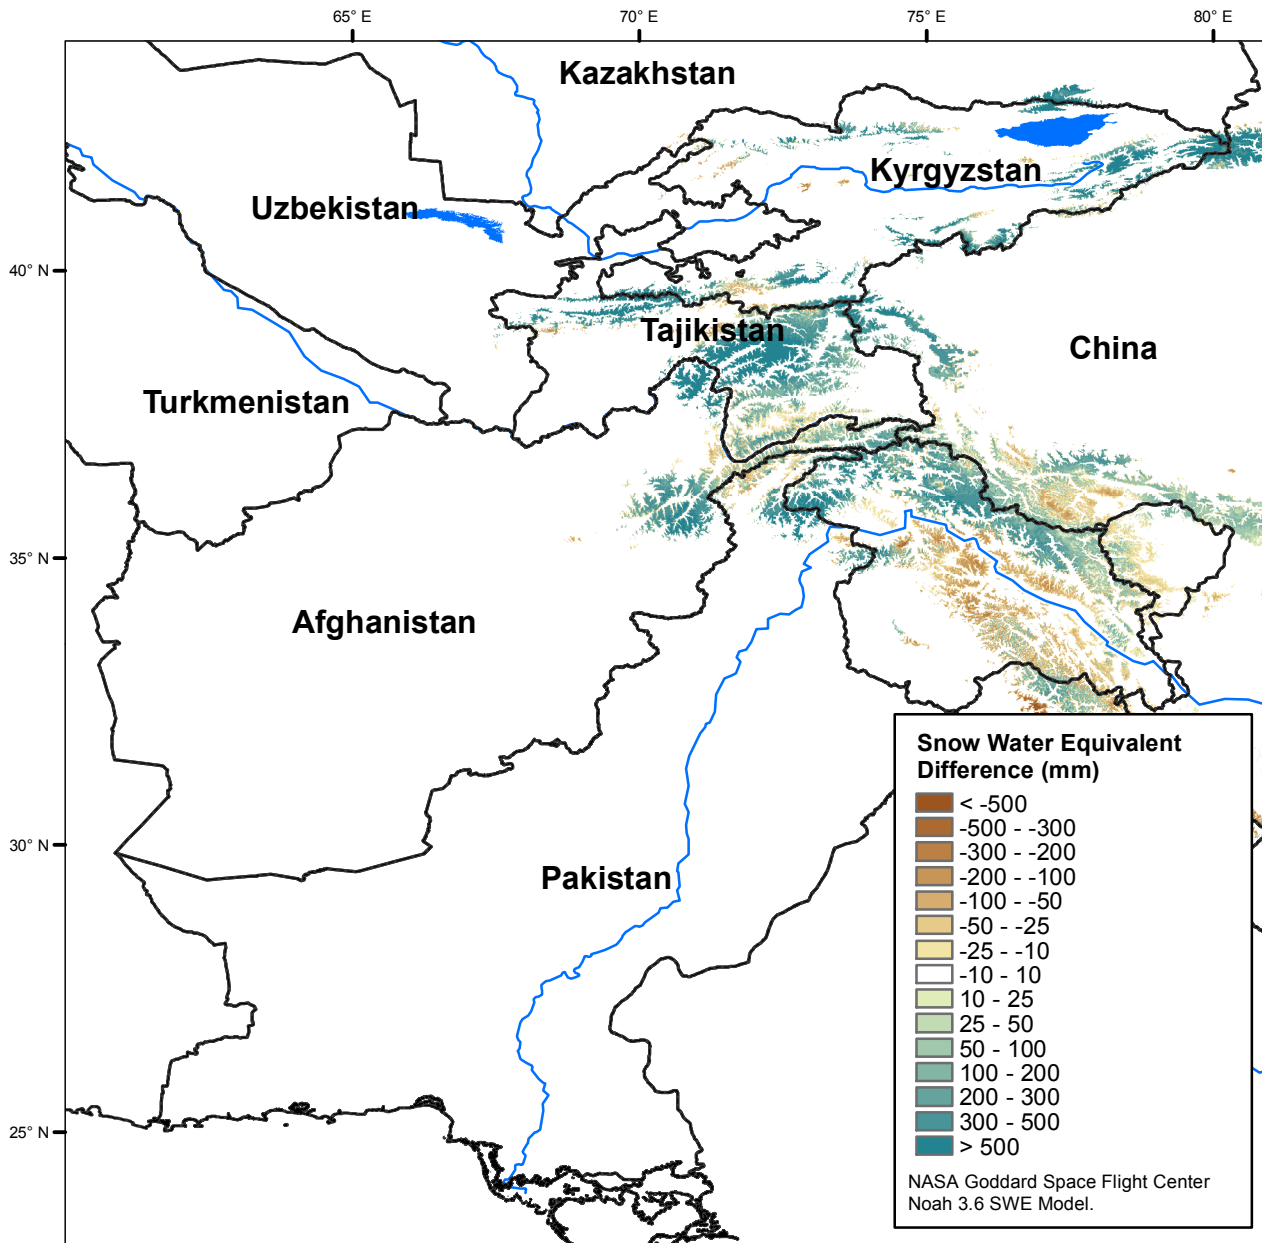 65° E
70° E
75° E
80° E
Kazakhstan
Kyrgyzstan
Uzbekistan
40° N
Tajikistan
China
Turkmenistan
35° N
Afghanistan
30° N
Pakistan
25° N
Snow Water Equivalent
Difference (mm)
< -500
-500 - -300
-300 - -200
-200 - -100
-100 - -50
-50 - -25
-25 - -10
-10 - 10
10 - 25
25 - 50
50 - 100
100 - 200
200 - 300
300 - 500
> 500
NASA Goddard Space Flight Center
Noah 3.6 SWE Model.